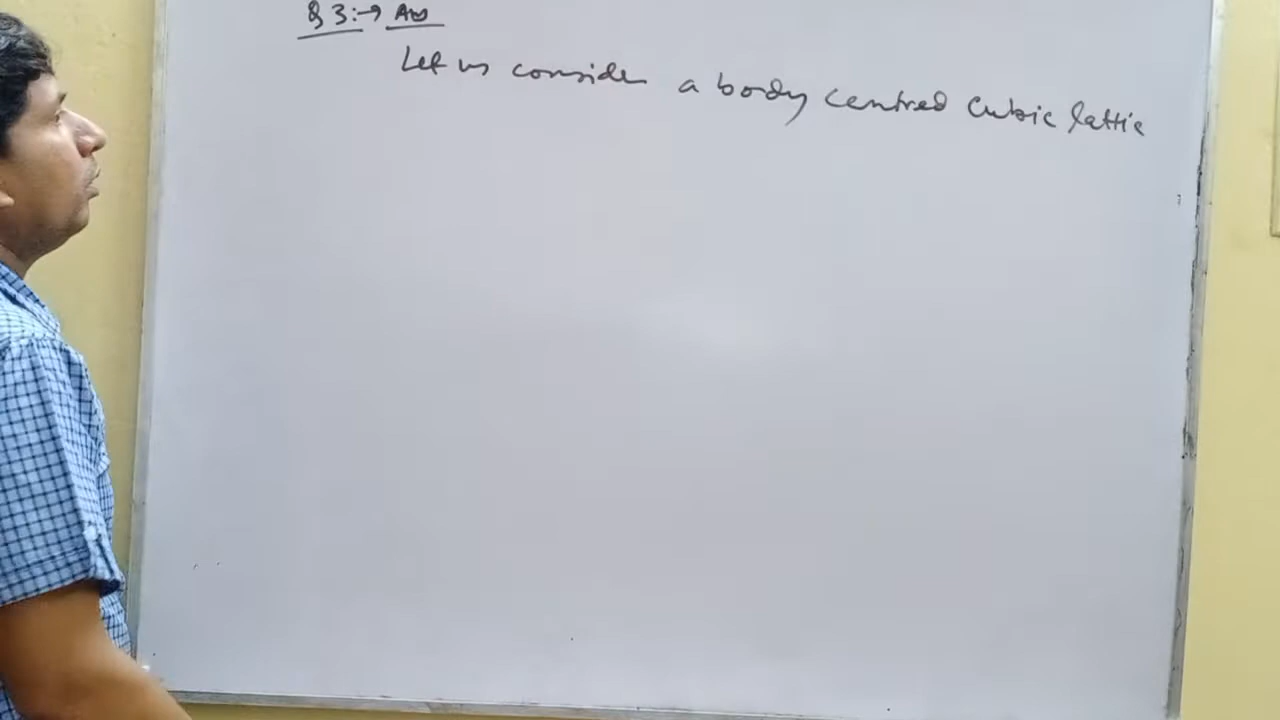 Q 3:→ Ans
Let us consider a body centred cubic lattice